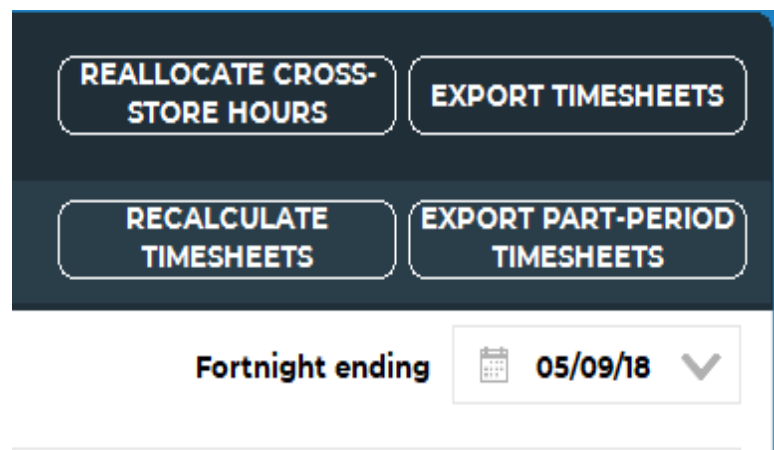 REALLOCATE CROSS-
STORE HOURS
EXPORT TIMESHEETS
RECALCULATE
TIMESHEETS
EXPORT PART-PERIOD
TIMESHEETS
Fortnight ending 05/09/18